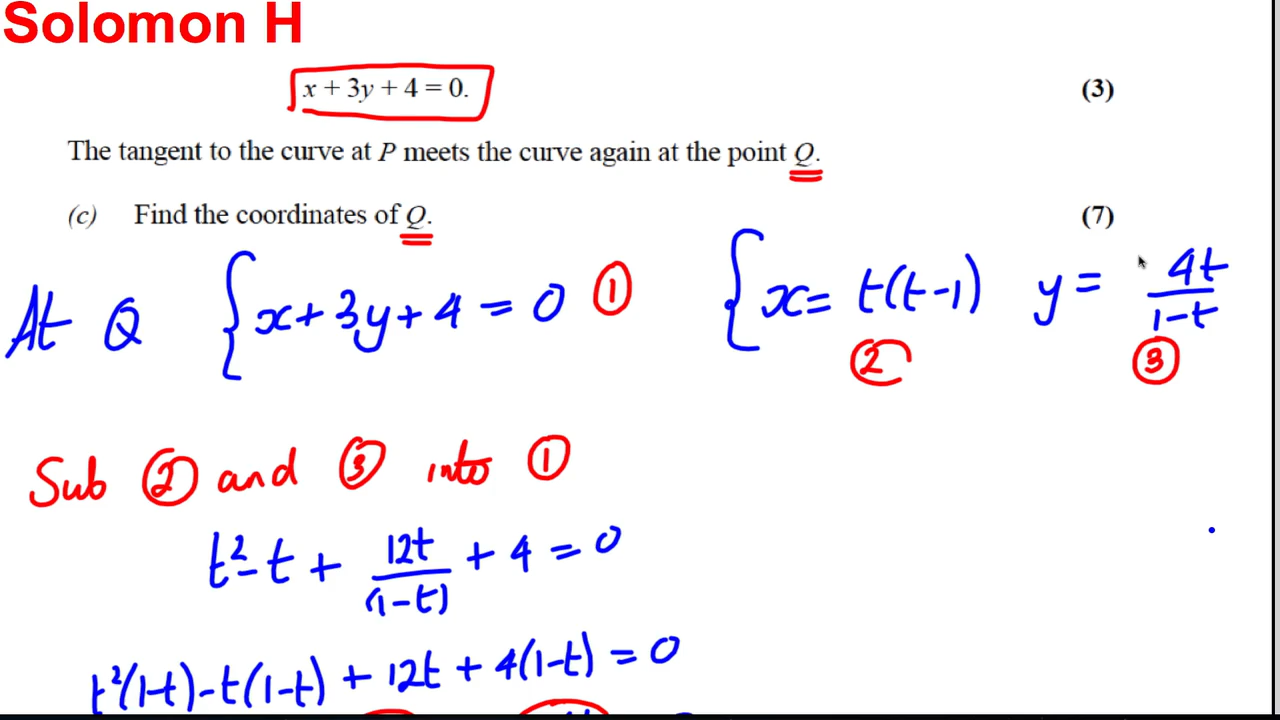 Solomon H
x + 3y + 4 = 0. (3)
The tangent to the curve at P meets the curve again at the point Q.
(c) Find the coordinates of Q. (7)
At Q { x + 3y + 4 = 0 ① { x = t(t-1) ② y = 4t/(1-t) ③
Sub ② and ③ into ①
t² - t + 12t/(1-t) + 4 = 0
t²(1-t) - t(1-t) + 12t + 4(1-t) = 0